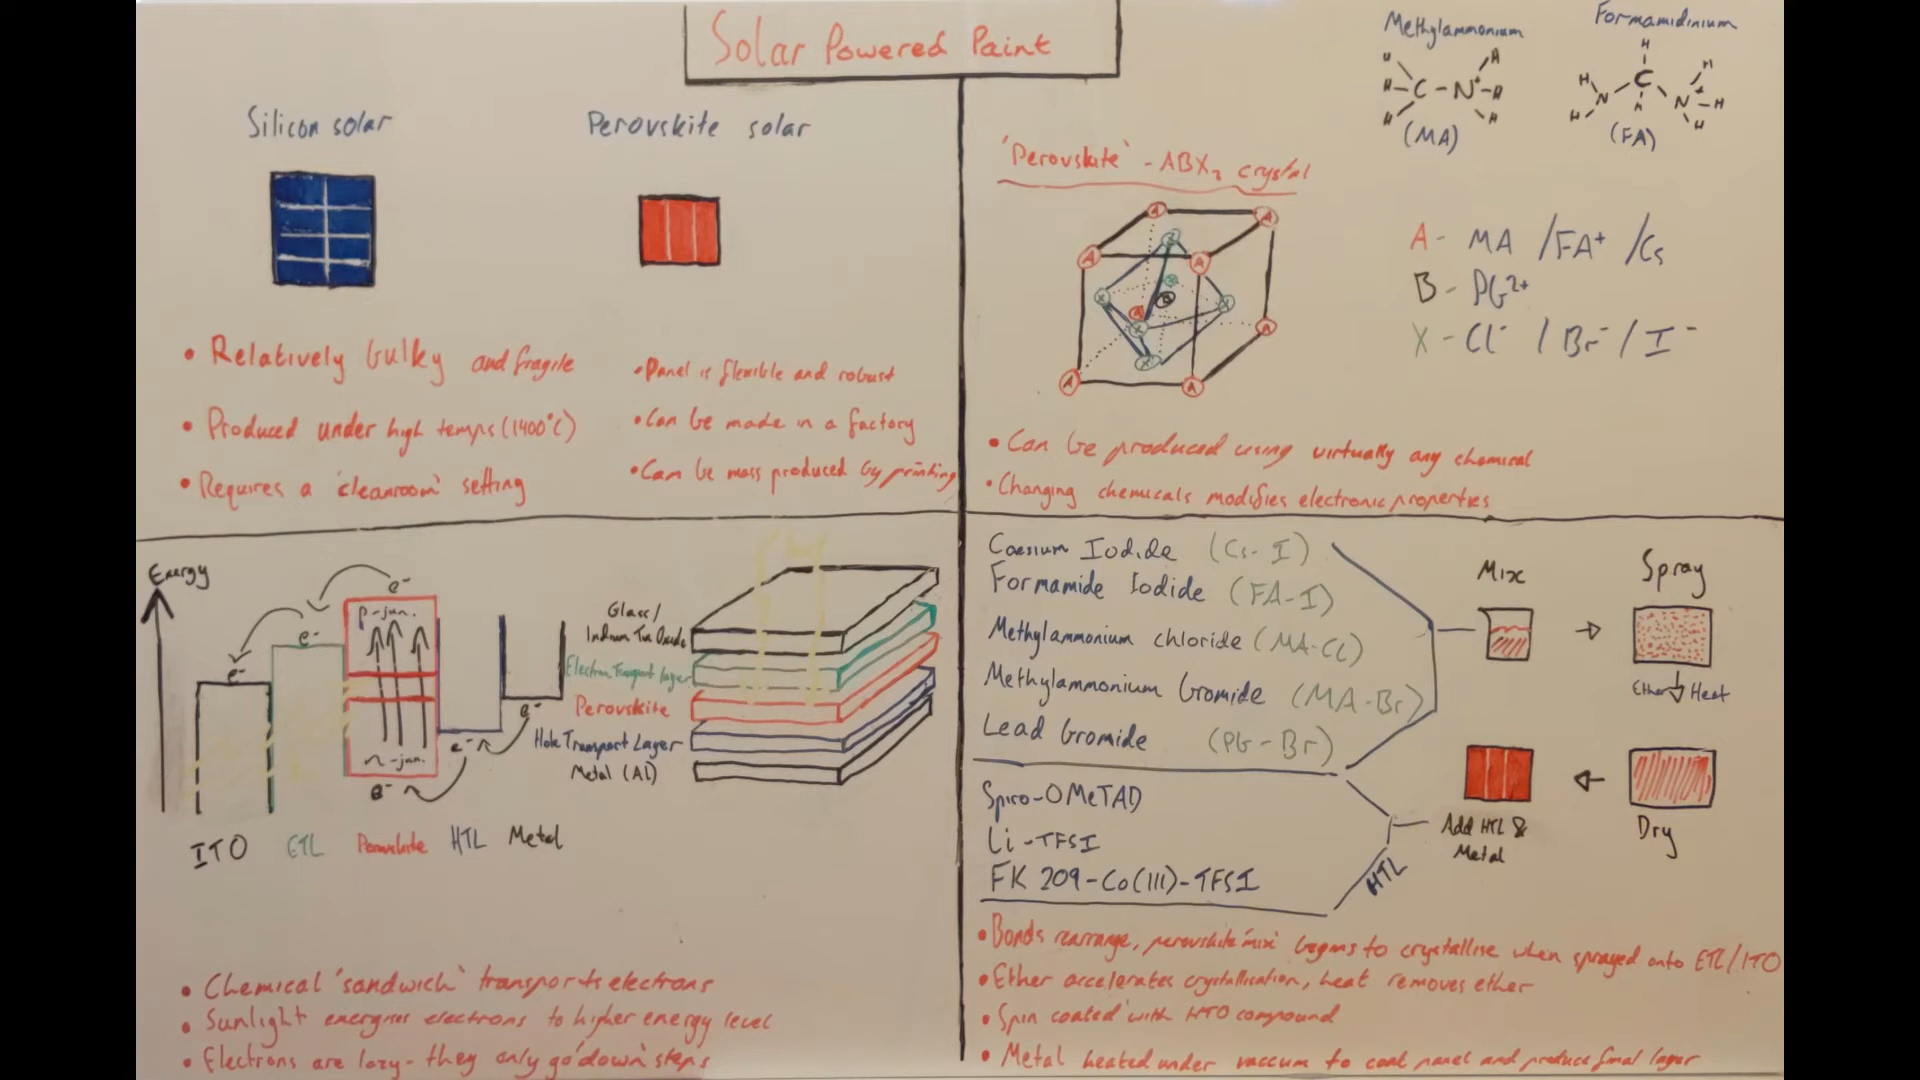 Solar Powered Paint
Silicon solar
Perovskite solar
• Relatively bulky and fragile
• Produced under high temps (1400°C)
• Requires a 'cleanroom' setting
• Panel is flexible and robust
• Can be made in a factory
• Can be mass produced by printing
Methylammonium
H
H
H - C - N+ - H
H
H
(MA)
Formamidinium
H
H
H
C
N
N+ - H
H
H
H
(FA)
'Perovskite' - ABX₃ crystal
A
A
A
A
A
A
A
A
X
X
X
X
X
X
B
A - MA / FA+ / Cs
B - Pb2+
X - Cl- / Br- / I-
• Can be produced using virtually any chemical
• Changing chemicals modifies electronic properties
Energy
e-
e-
e-
p-jun.
n-jun.
e-
e-
e-
ITO ETL Perovskite HTL Metal
Glass/
Indium Tin Oxide
Electron Transport Layer
Perovskite
Hole Transport Layer
Metal (Al)
• Chemical 'sandwich' transports electrons
• Sunlight energises electrons to higher energy level
• Electrons are lazy - they only go 'down' steps
Caesium Iodide (Cs-I)
Formamide Iodide (FA-I)
Methylammonium chloride (MA-Cl)
Methylammonium bromide (MA-Br)
Lead bromide (Pb-Br)
Spiro-OMeTAD
Li-TFSI
FK 209-Co(III)-TFSI
HTL
Mix
Spray
Ether Heat
Dry
Add HTL &
Metal
• Bonds rearrange, perovskite 'mix' begins to crystallise when sprayed onto ETL/ITO
• Ether accelerates crystallisation, heat removes ether
• 'Spin coated' with HTO compound
• Metal heated under vaccum to coat panel and produce final layer